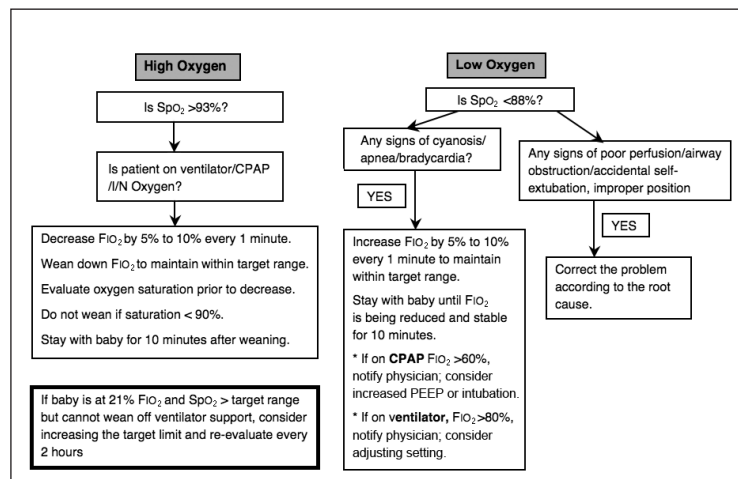 High Oxygen
Is SpO₂ >93%?
Is patient on ventilator/CPAP
/I/N Oxygen?
Decrease FIO₂ by 5% to 10% every 1 minute.
Wean down FIO₂ to maintain within target range.
Evaluate oxygen saturation prior to decrease.
Do not wean if saturation < 90%.
Stay with baby for 10 minutes after weaning.
If baby is at 21% FIO₂ and SpO₂ > target range
but cannot wean off ventilator support, consider
increasing the target limit and re-evaluate every
2 hours
Low Oxygen
Is SpO₂ <88%?
Any signs of cyanosis/
apnea/bradycardia?
YES
Increase FIO₂ by 5% to 10%
every 1 minute to maintain
within target range.
Stay with baby until FIO₂
is being reduced and stable
for 10 minutes.
* If on CPAP FIO₂ >60%,
notify physician; consider
increased PEEP or intubation.
* If on ventilator, FIO₂>80%,
notify physician; consider
adjusting setting.
Any signs of poor perfusion/airway
obstruction/accidental self-
extubation, improper position
YES
Correct the problem
according to the root
cause.